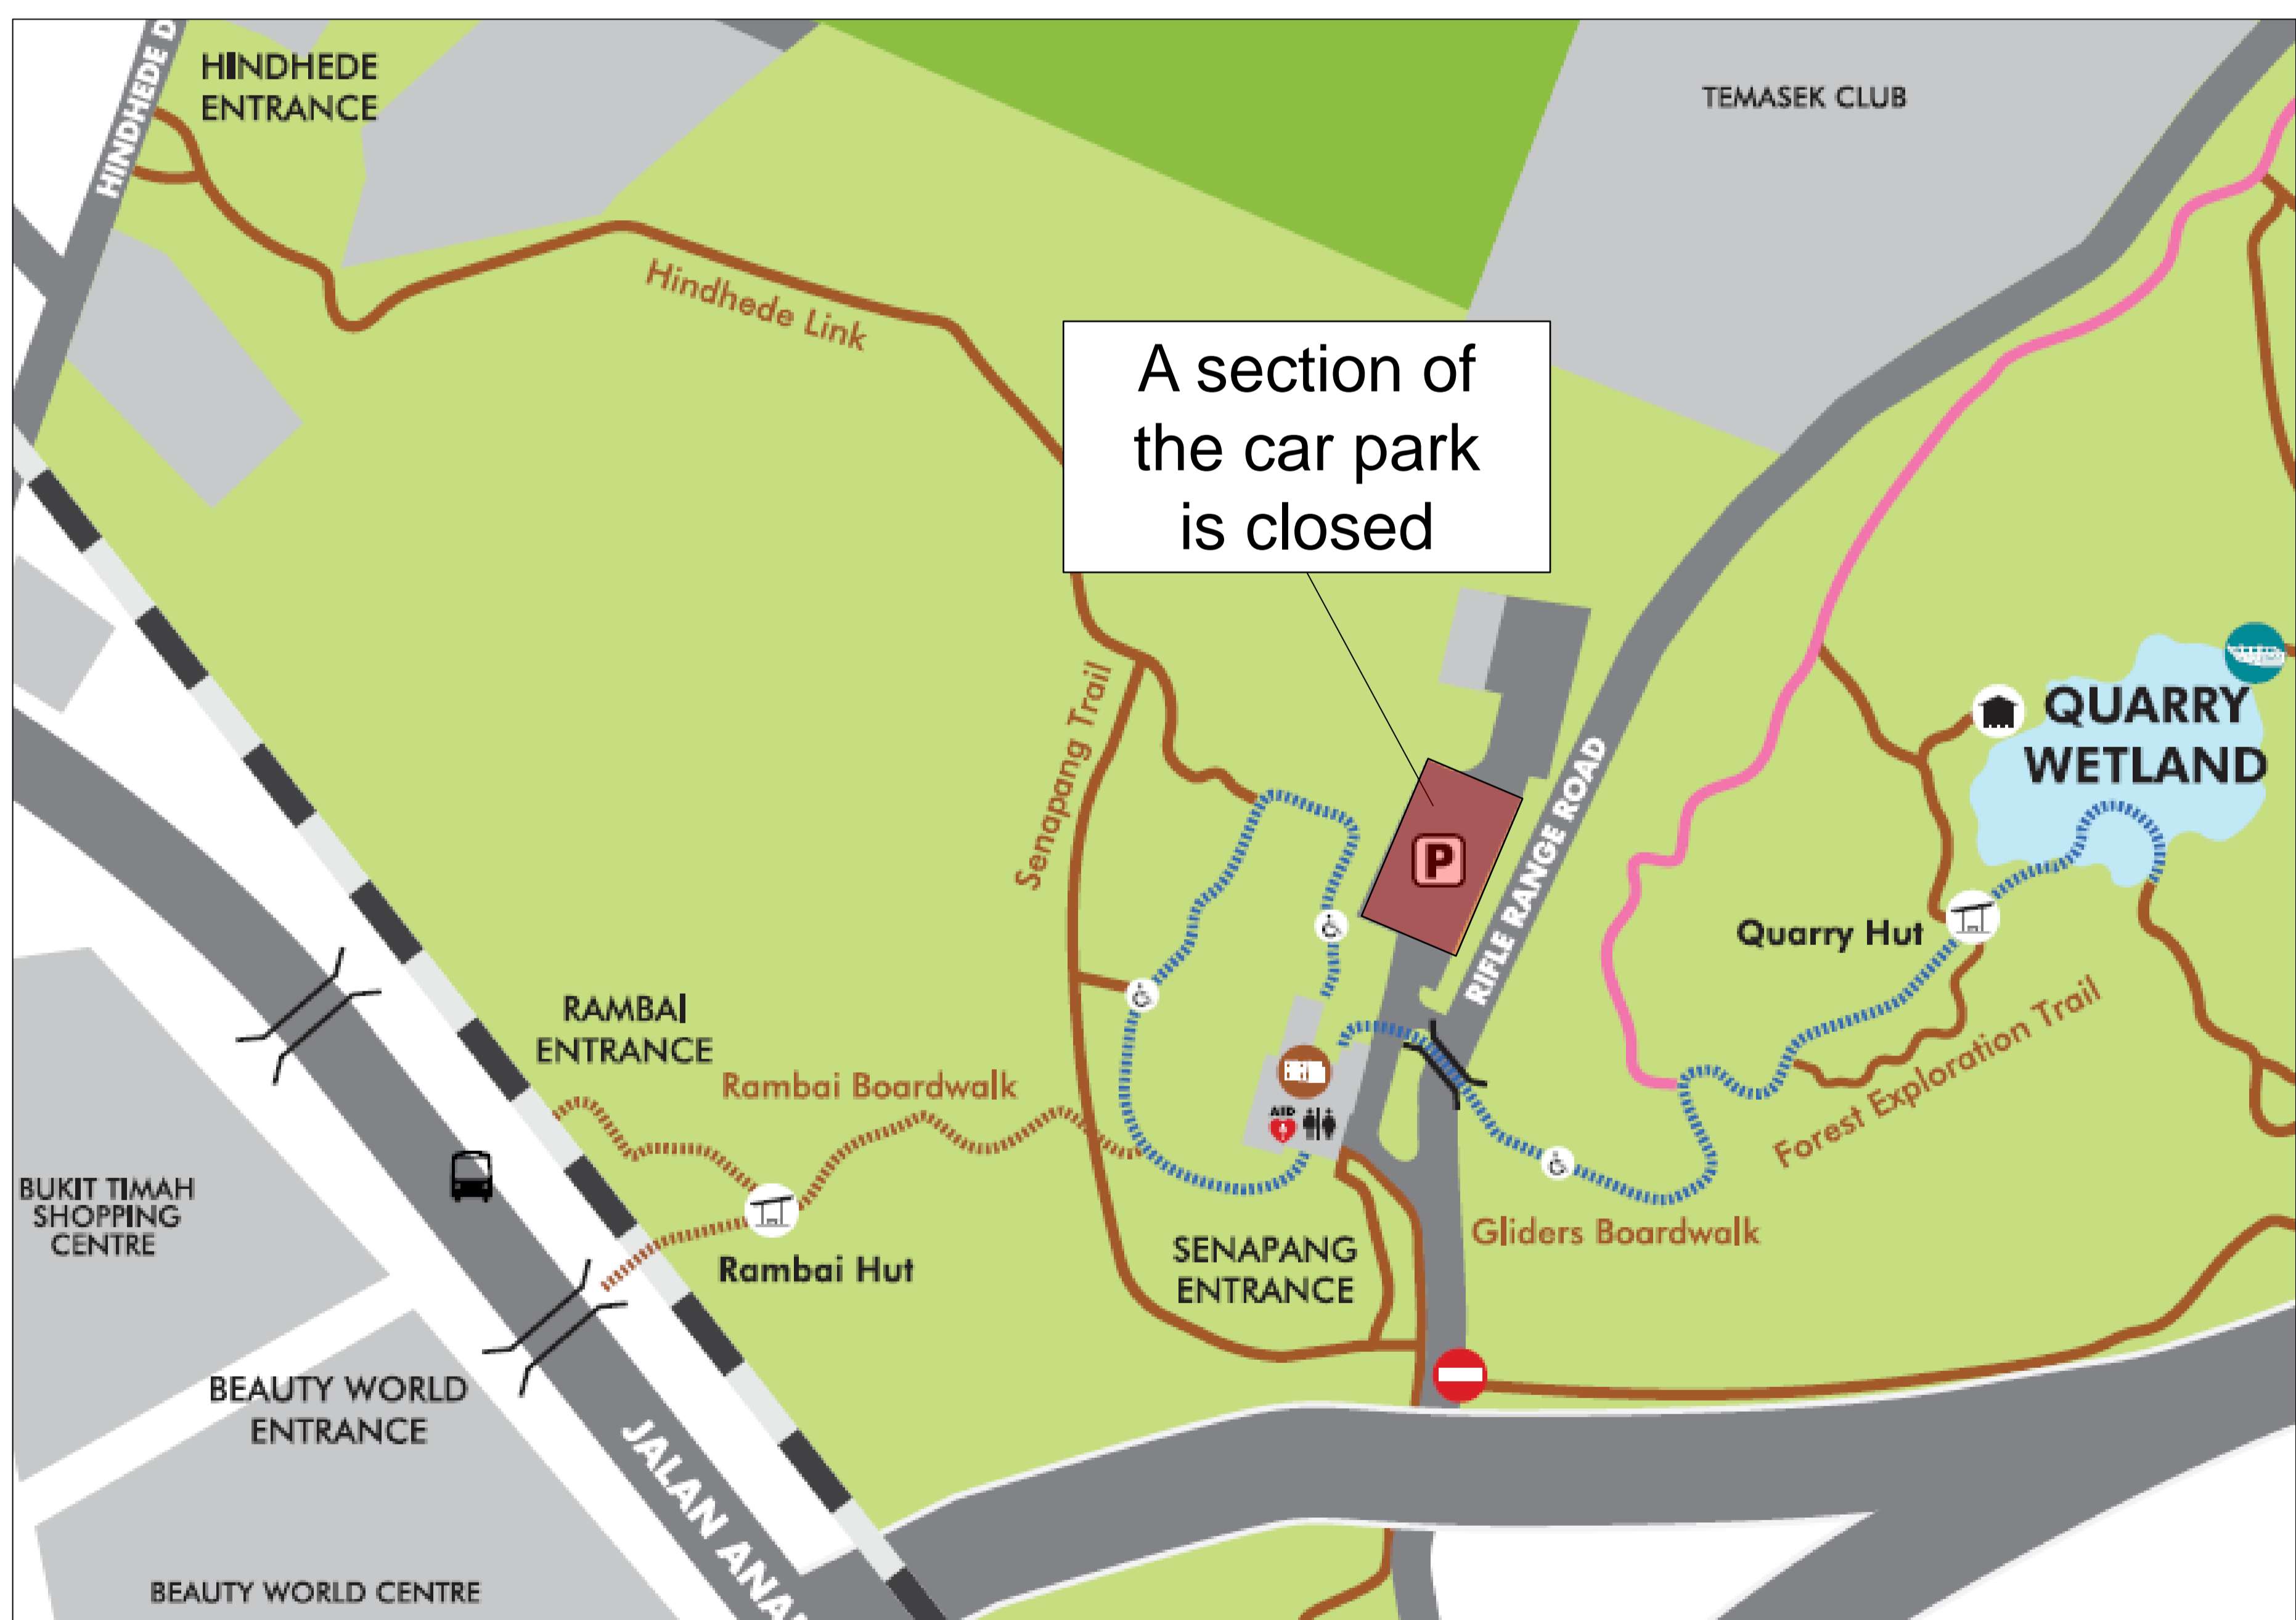 HINDHEDE D
HINDHEDE
ENTRANCE
TEMASEK CLUB
Hindhede Link
A section of
the car park
is closed
Senapang Trail
P
RIFLE RANGE ROAD
QUARRY
WETLAND
Quarry Hut
RAMBAI
ENTRANCE
Rambai Boardwalk
AID
Forest Exploration Trail
BUKIT TIMAH
SHOPPING
CENTRE
Rambai Hut
SENAPANG
ENTRANCE
Gliders Boardwalk
BEAUTY WORLD
ENTRANCE
JALAN ANA
BEAUTY WORLD CENTRE